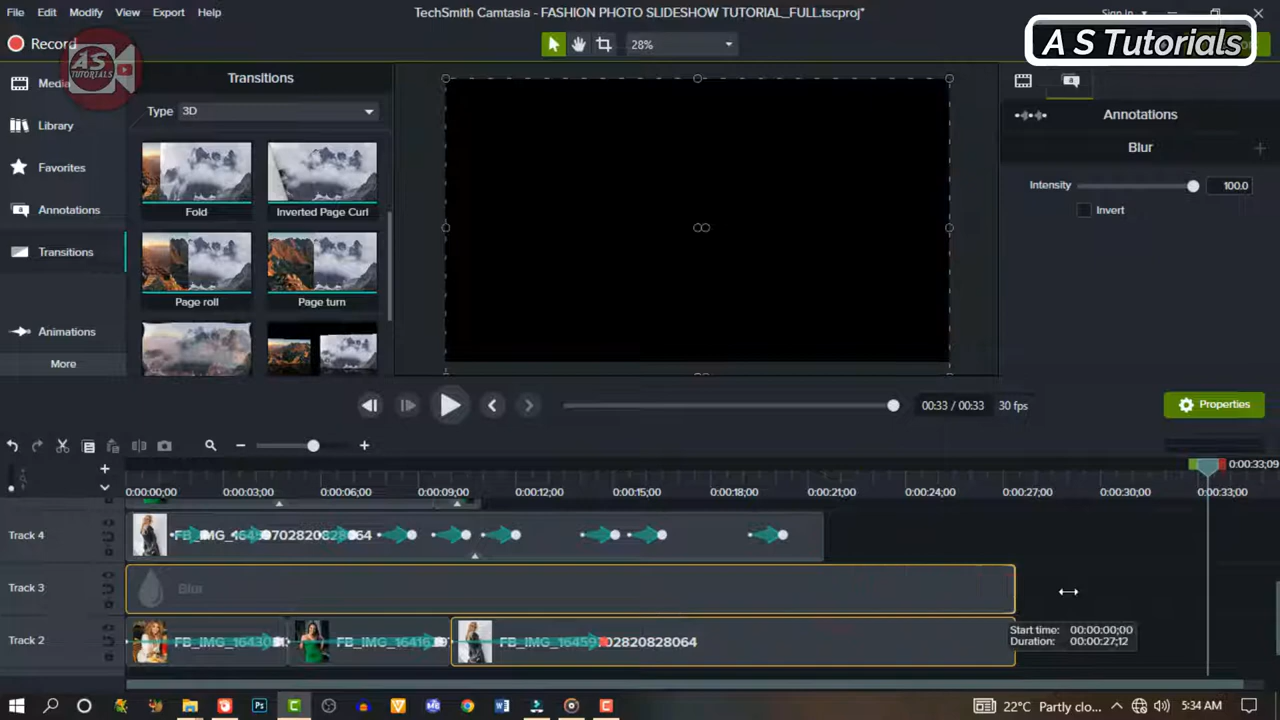 File Edit Modify View Export Help
TechSmith Camtasia - FASHION PHOTO SLIDESHOW TUTORIAL_FULL.tscproj*
Sign in
A S Tutorials
Record
AS
TUTORIALS
28%
Media
Library
Favorites
Annotations
Transitions
Animations
More
Transitions
Type 3D
Fold
Inverted Page Curl
Page roll
Page turn
Annotations
Blur
Intensity 100.0
Invert
00:33 / 00:33 30 fps
Properties
0:00:33;09
0:00:00;00 0:00:03;00 0:00:06;00 0:00:09;00 0:00:12;00 0:00:15;00 0:00:18;00 0:00:21;00 0:00:24;00 0:00:27;00 0:00:30;00 0:00:33;00
Track 4
Track 3
Blur
Track 2
02820828064
Start time: 00:00:00;00
Duration: 00:00:27;12
22°C Partly clo...
5:34 AM